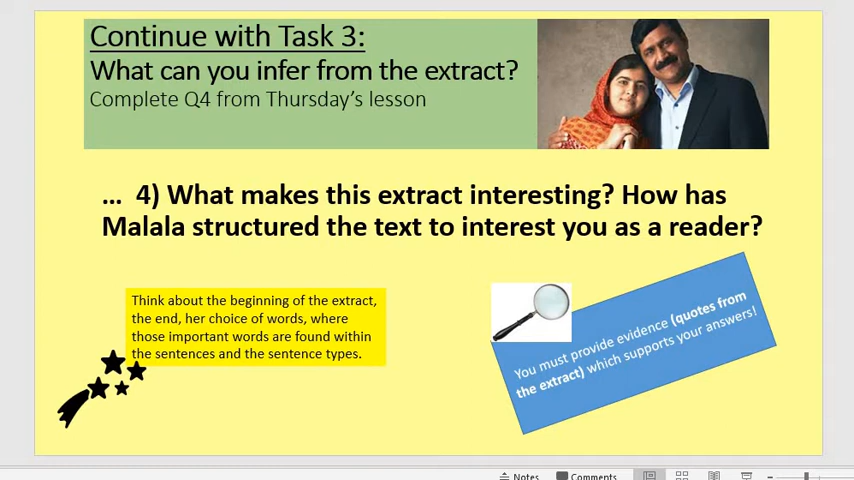 Continue with Task 3:
What can you infer from the extract?
Complete Q4 from Thursday's lesson
... 4) What makes this extract interesting? How has
Malala structured the text to interest you as a reader?
Think about the beginning of the extract,
the end, her choice of words, where
those important words are found within
the sentences and the sentence types.
You must provide evidence (quotes from
the extract) which supports your answers!
Notes
Comments